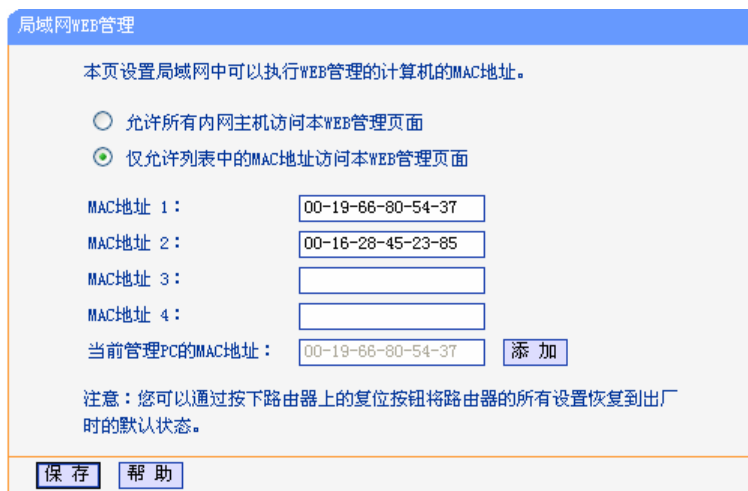 局域网WEB管理
本页设置局域网中可以执行WEB管理的计算机的MAC地址。
允许所有内网主机访问本WEB管理页面
仅允许列表中的MAC地址访问本WEB管理页面
MAC地址 1： 00-19-66-80-54-37
MAC地址 2： 00-16-28-45-23-85
MAC地址 3：
MAC地址 4：
当前管理PC的MAC地址： 00-19-66-80-54-37 添 加
注意：您可以通过按下路由器上的复位按钮将路由器的所有设置恢复到出厂
时的默认状态。
保 存 帮 助